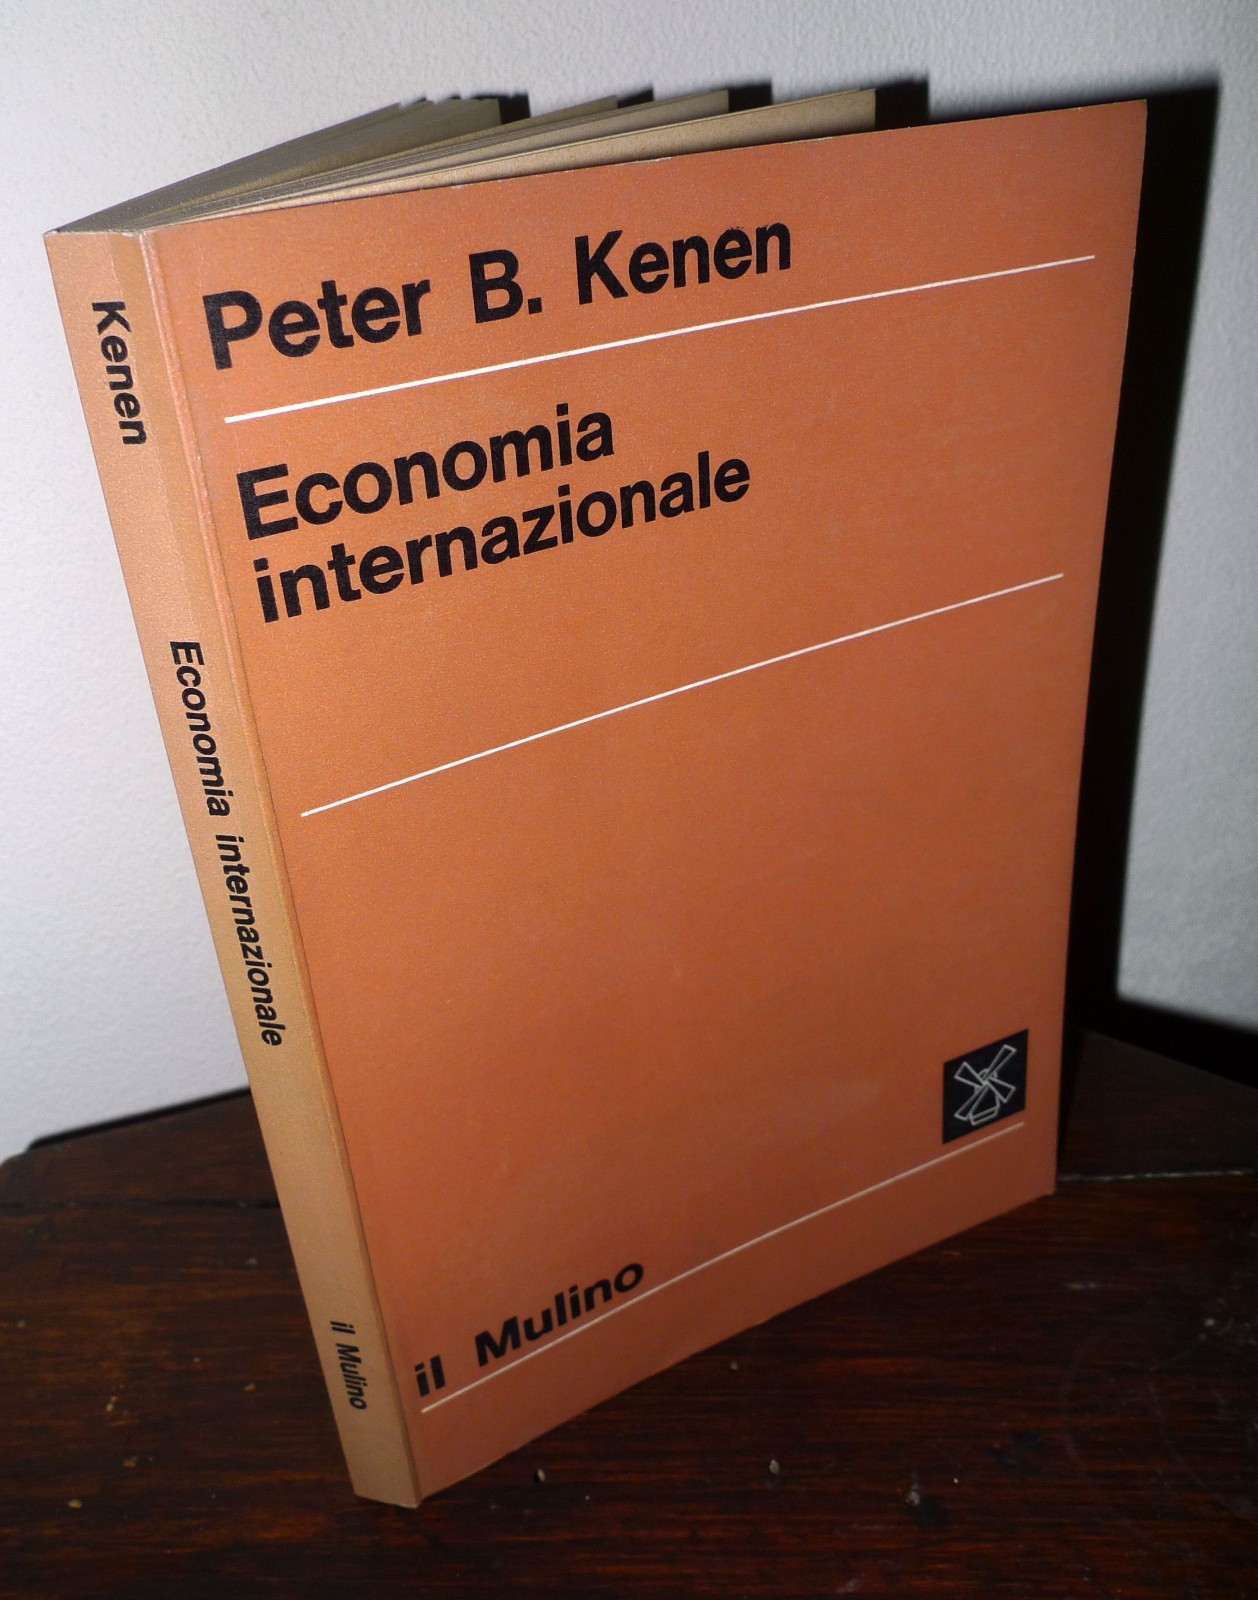 Peter B. Kenen
Economia
internazionale
il Mulino
Kenen
Economia internazionale
il Mulino